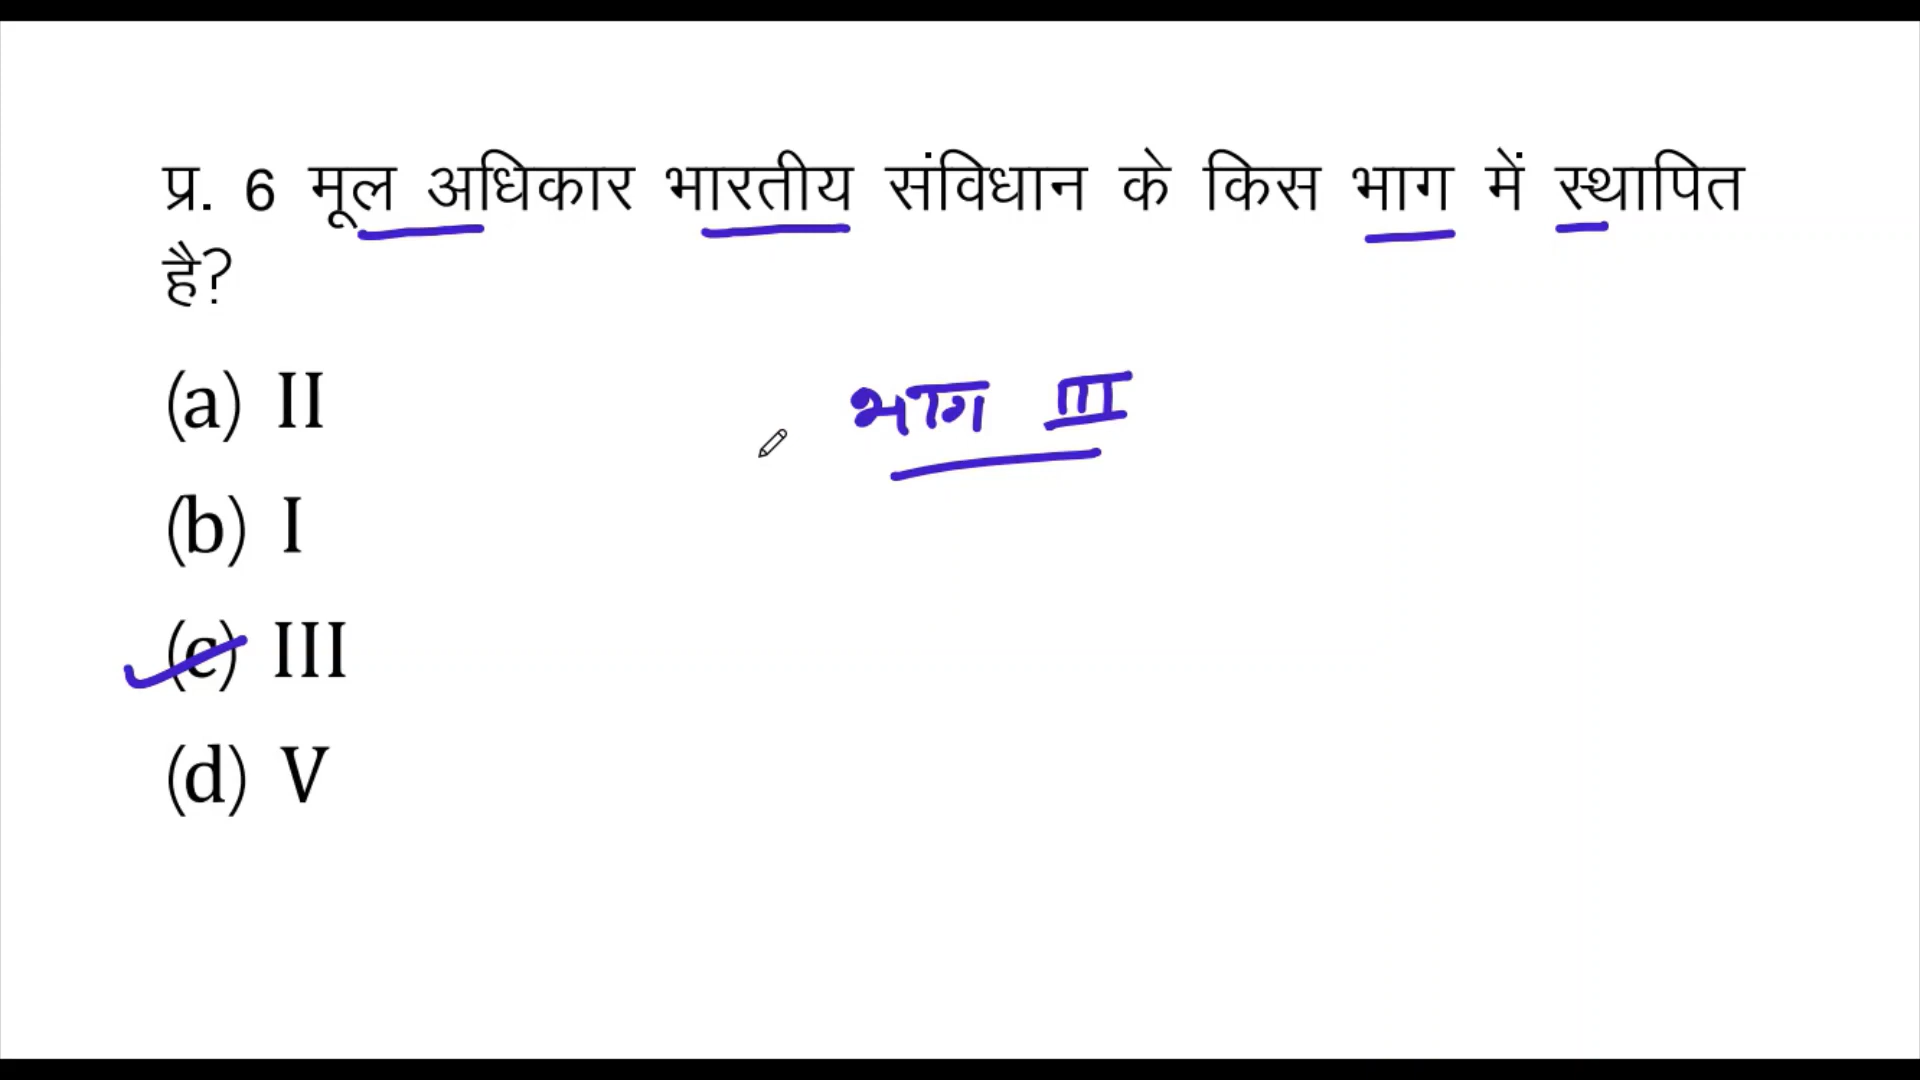 प्र. 6 मूल अधिकार भारतीय संविधान के किस भाग में स्थापित
है?
(a) II
भाग III
(b) I
(c) III
(d) V